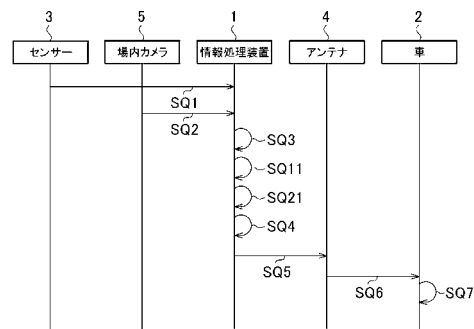 3 5 1 4 2
センサー 場内カメラ 情報処理装置 アンテナ 車
SQ1
SQ2
SQ3
SQ11
SQ21
SQ4
SQ5
SQ6 SQ7